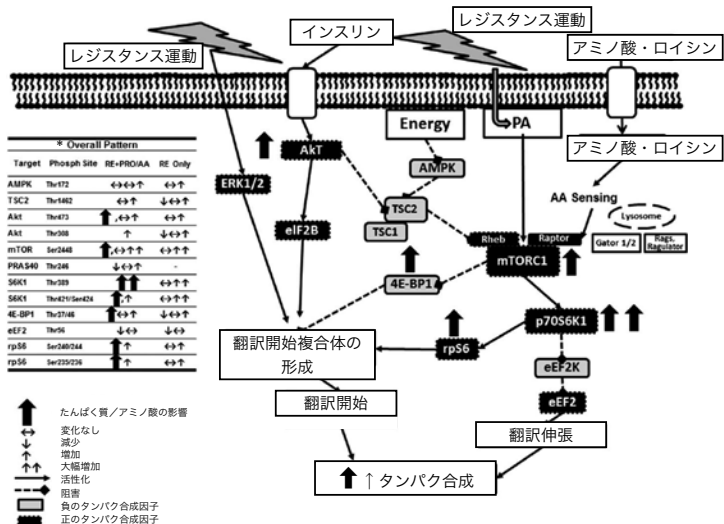 レジスタンス運動
インスリン
レジスタンス運動
アミノ酸・ロイシン
Energy
PA
アミノ酸・ロイシン
* Overall Pattern
Target Phosph Site RE+PRO/AA RE Only
AMPK Thr172 ↔↔↑ ↔↑
TSC2 Thr1462 ↔↑ ↓↔↑
Akt Thr473 ↑,↔↑ ↔↑
Akt Thr308 ↑ ↓↔↑
mTOR Ser2448 ↑,↔↑↑ ↔↑↑
PRAS40 Thr246 ↓↔↑ -
S6K1 Thr389 ↑↑ ↔↑↑
S6K1 Thr421/Ser424 ↑,↑ ↔↑↑
4E-BP1 Thr37/46 ↑↔↑ ↓↔↑
eEF2 Thr56 ↓↔ ↓↔
rpS6 Ser240/244 ↑↑ ↔↑
rpS6 Ser235/236 ↑↑ ↔↑
AkT
AMPK
ERK1/2
eIF2B
TSC2
TSC1
AA Sensing
Lysosome
Rheb
Raptor
Gator 1/2
Rags,
Ragulator
mTORC1
4E-BP1
p70S6K1
rpS6
eEF2K
eEF2
翻訳開始複合体の
形成
翻訳開始
翻訳伸張
↑ ↑タンパク合成
たんぱく質／アミノ酸の影響
↔ 変化なし
↓ 減少
↑ 増加
↑↑ 大幅増加
活性化
阻害
負のタンパク合成因子
正のタンパク合成因子